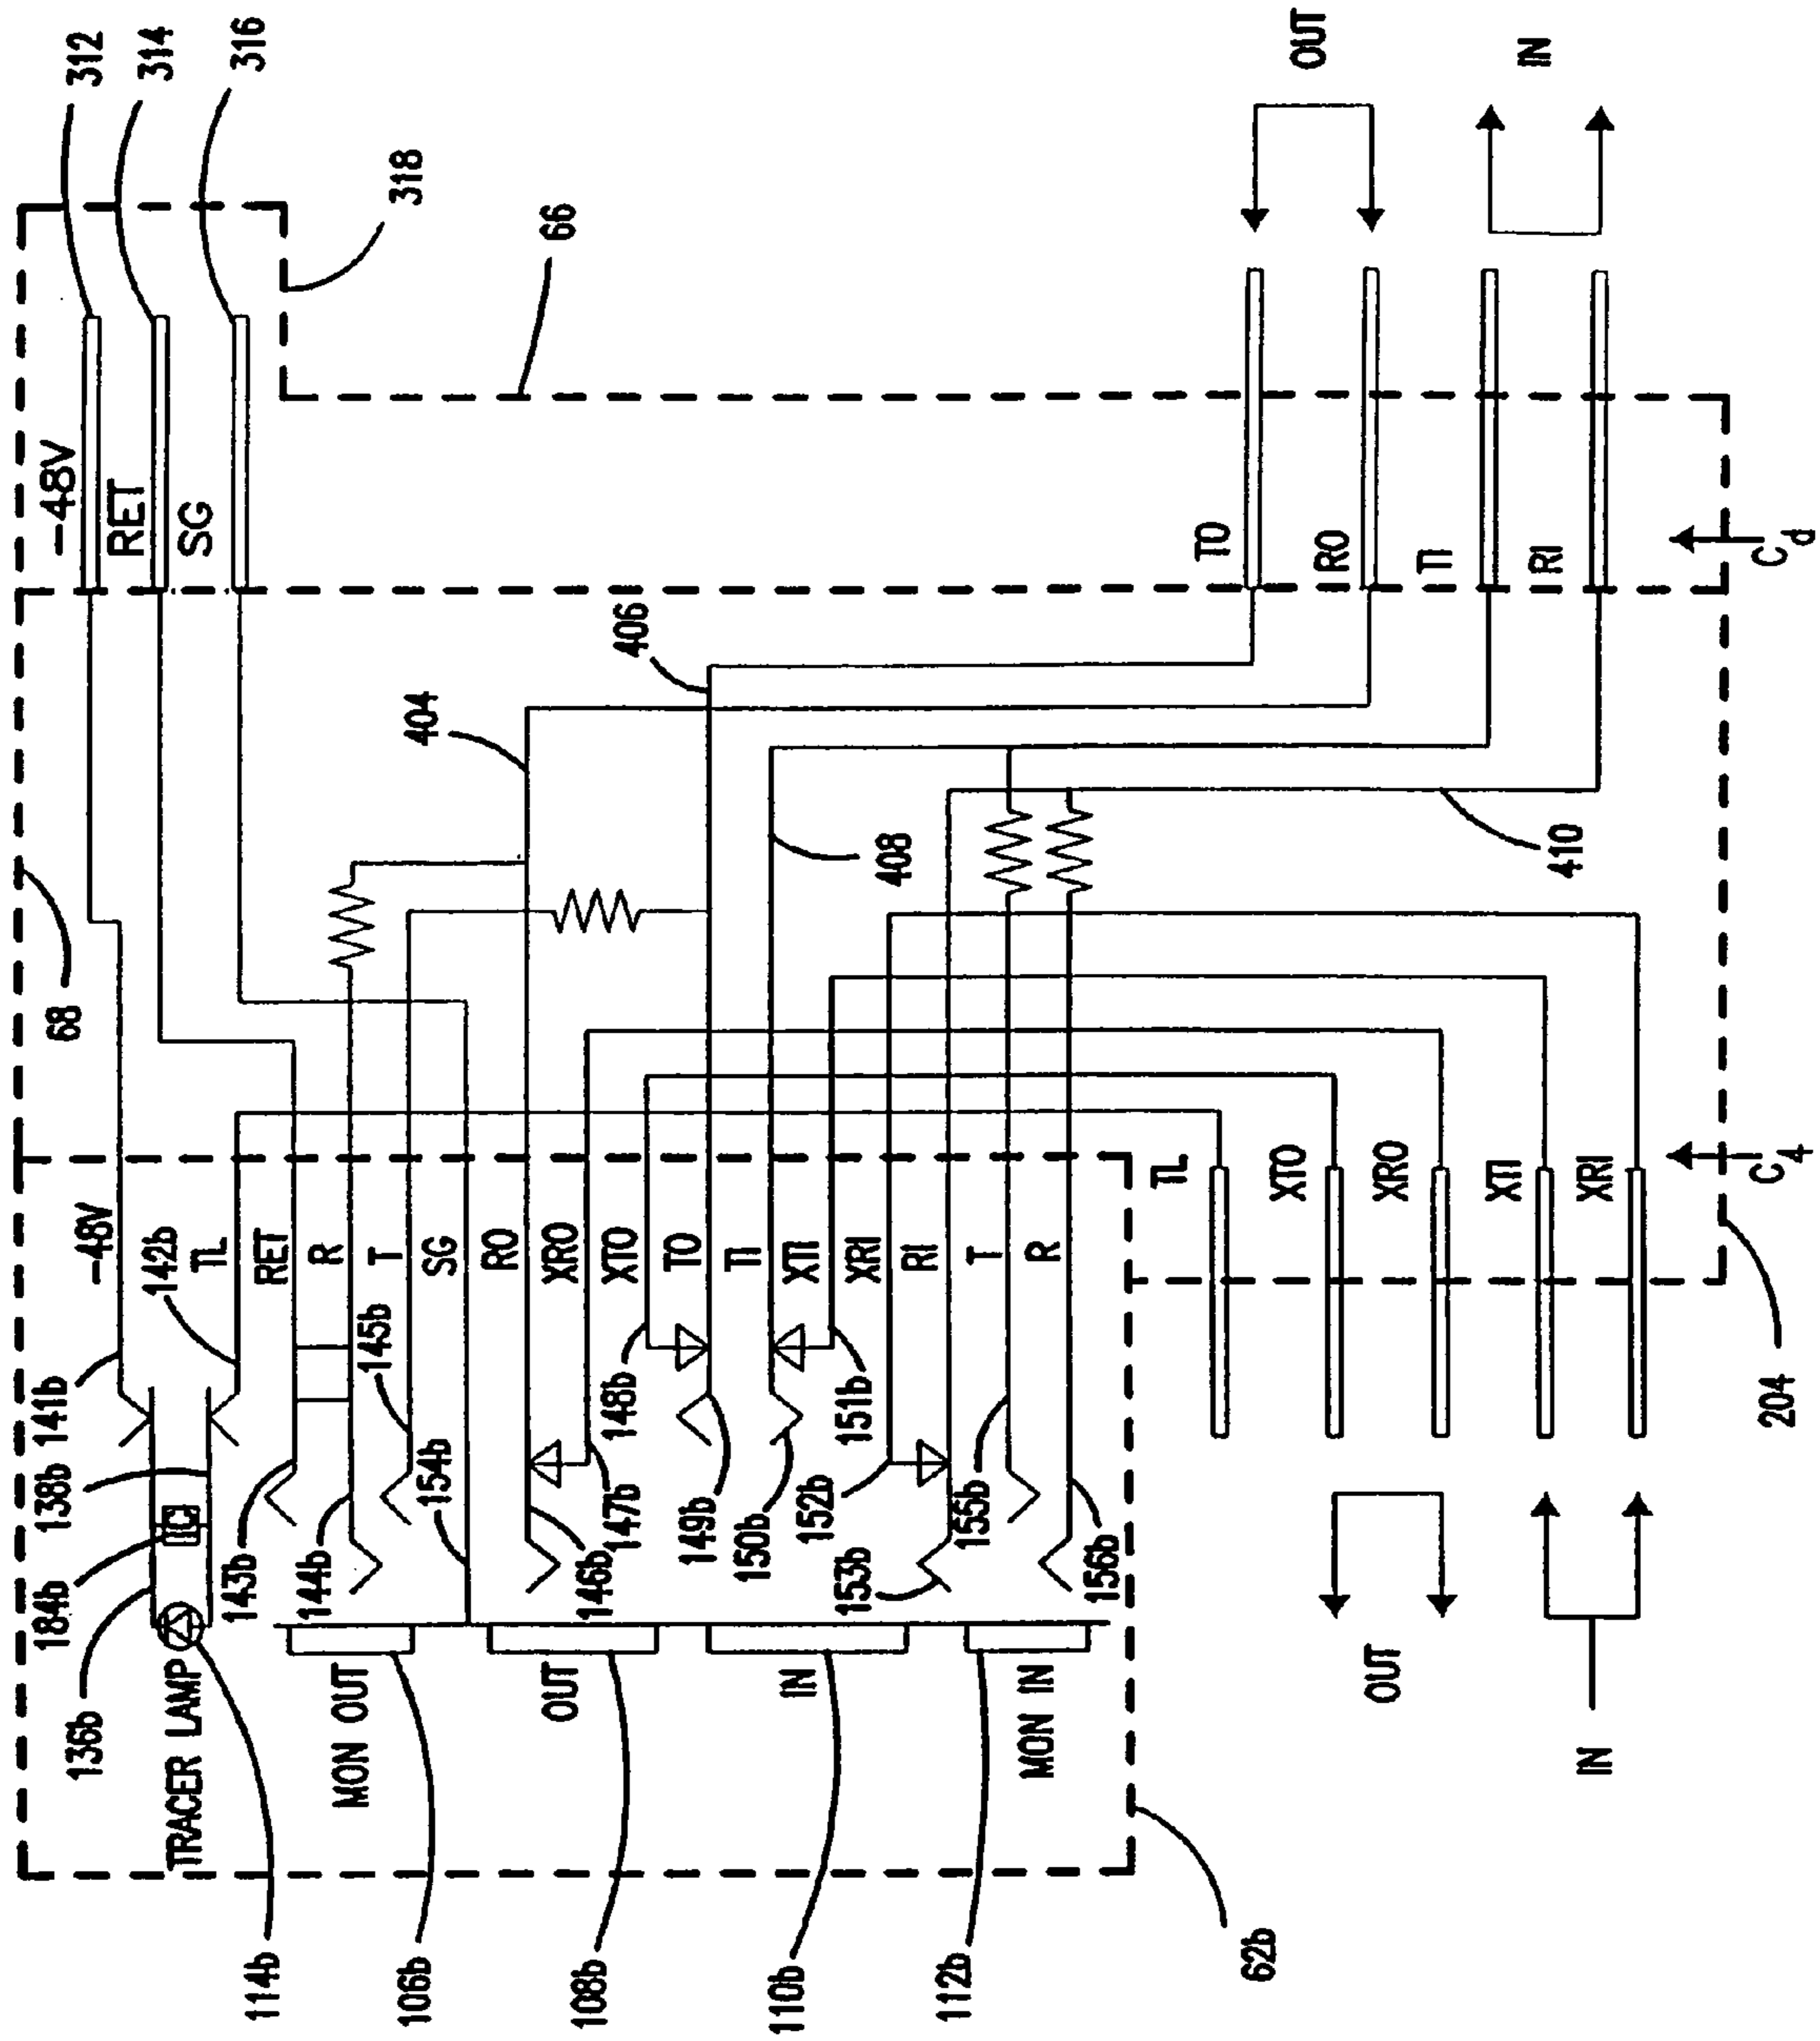 312
314
316
318
66
-48V
RET
SG
TO
RO
TI
RI
OUT
IN
C
d
68
404
406
408
410
-48V
TL
RET
R
T
SG
RO
XRO
XTO
TO
TI
XTI
XRI
RI
T
R
TL
XTO
XRO
XTI
XRI
C
4
204
136b
184b
138b
141b
142b
143b
144b
145b
154b
146b
147b
148b
149b
150b
151b
152b
153b
155b
156b
TRACER LAMP
MON OUT
OUT
IN
MON IN
OUT
IN
114b
106b
108b
110b
112b
62b